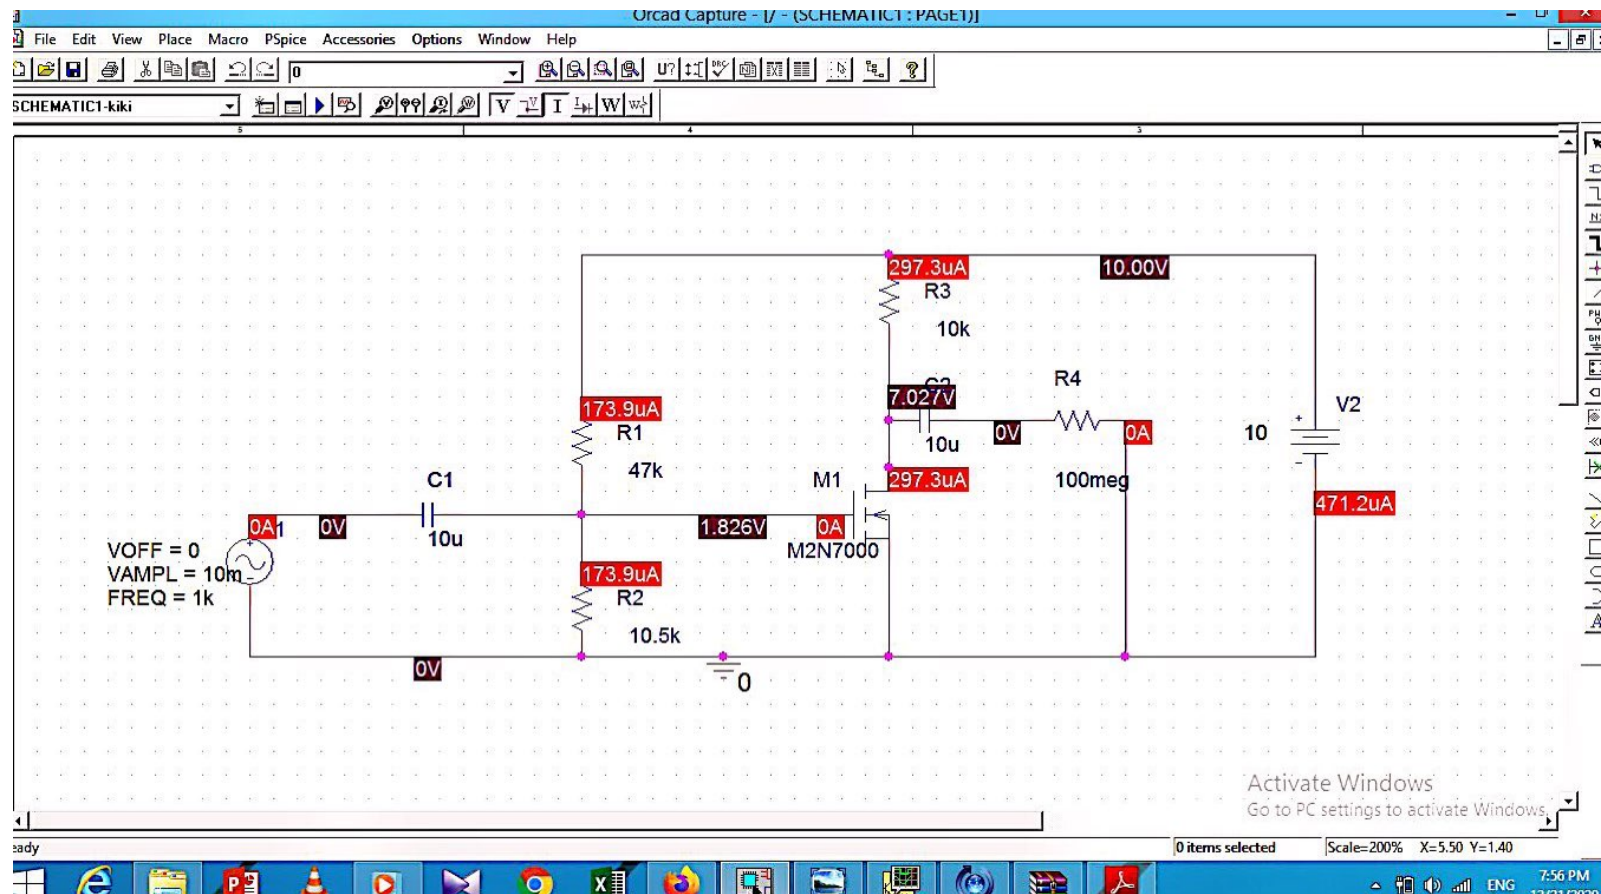 Orcad Capture - [/ - (SCHEMATIC1 : PAGE1)]
File Edit View Place Macro PSpice Accessories Options Window Help
0
U?
SCHEMATIC1-kiki
V I W
5 4 3
297.3uA
10.00V
R3
10k
R4
7.027V
V2
173.9uA
R1
0V
0A
10
10u
47k
C1
M1
297.3uA
100meg
471.2uA
0A
0V
1.826V
0A
10u
VOFF = 0
M2N7000
VAMPL = 10m
173.9uA
FREQ = 1k
R2
10.5k
0V
0
Activate Windows
Go to PC settings to activate Windows.
0 items selected Scale=200% X=5.50 Y=1.40
7:56 PM
ENG